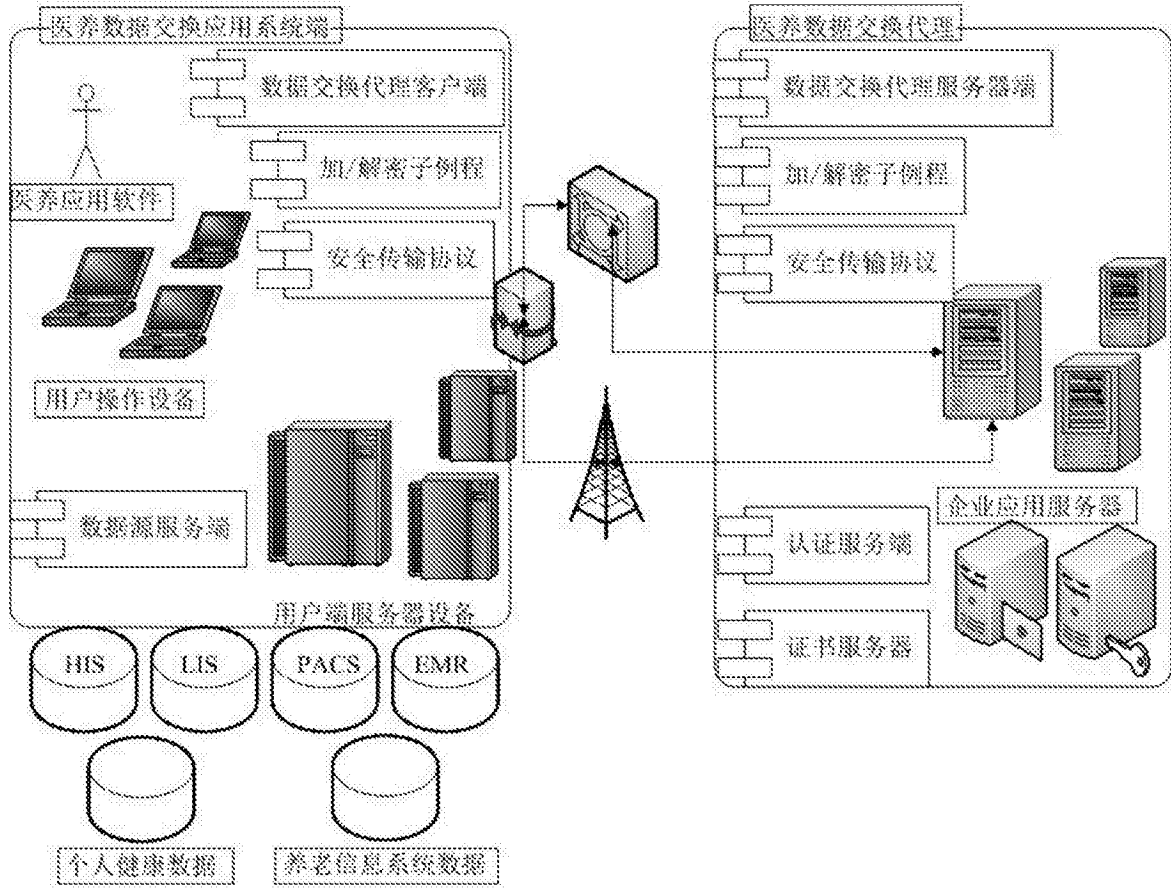 医养数据交换应用系统端
数据交换代理客户端
加/解密子例程
医养应用软件
安全传输协议
用户操作设备
数据源服务端
用户端服务器设备
HIS
LIS
PACS
EMR
个人健康数据
养老信息系统数据
医养数据交换代理
数据交换代理服务器端
加/解密子例程
安全传输协议
企业应用服务器
认证服务端
证书服务器